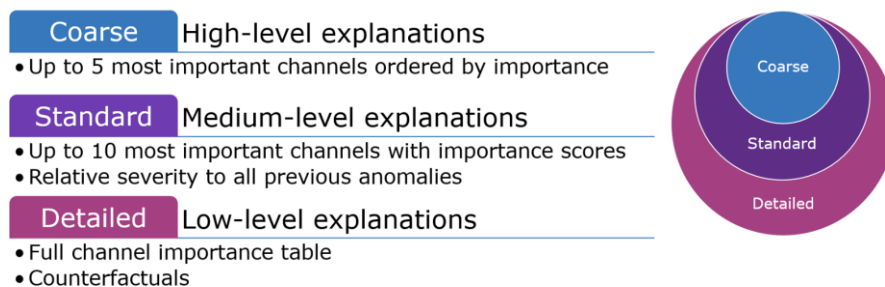 Coarse High-level explanations
• Up to 5 most important channels ordered by importance
Standard Medium-level explanations
• Up to 10 most important channels with importance scores
• Relative severity to all previous anomalies
Detailed Low-level explanations
• Full channel importance table
• Counterfactuals
Coarse
Standard
Detailed